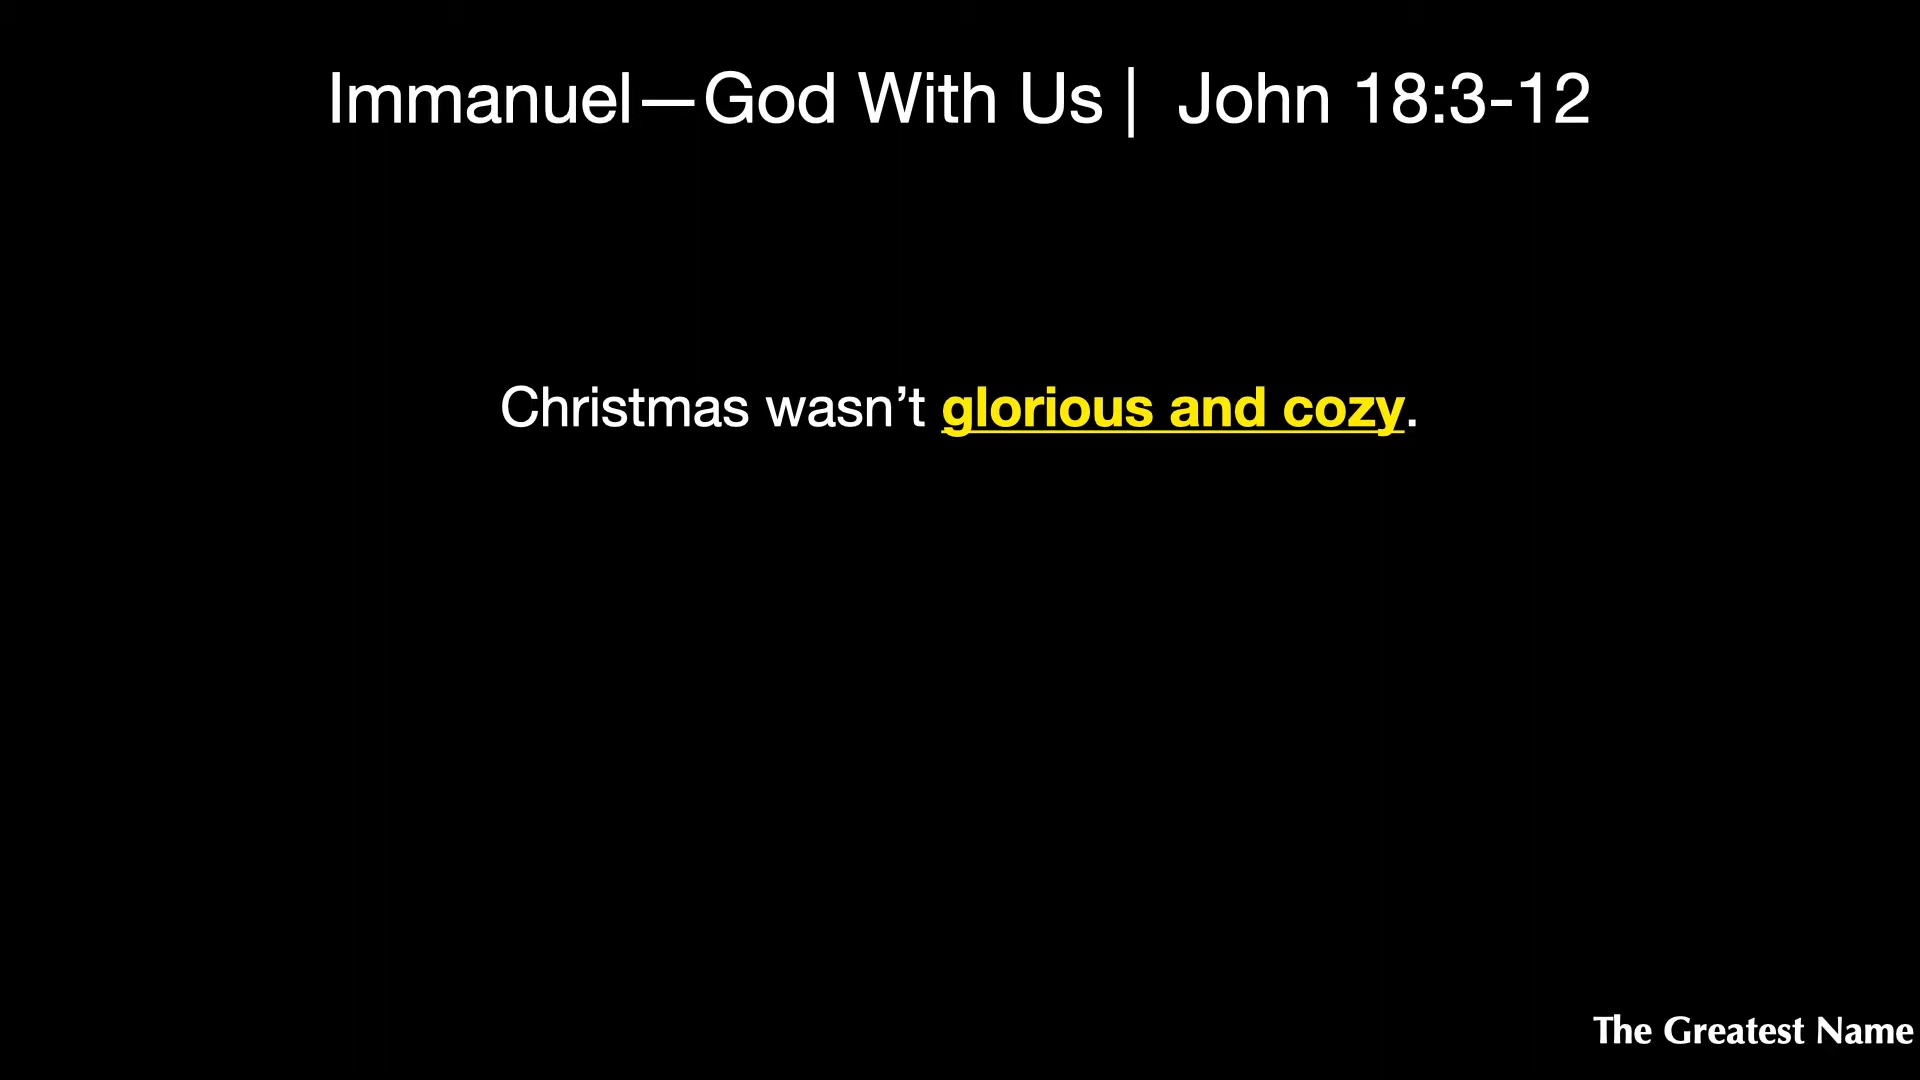 Immanuel—God With Us |  John 18:3-12
Christmas wasn’t glorious and cozy.
The Greatest Name